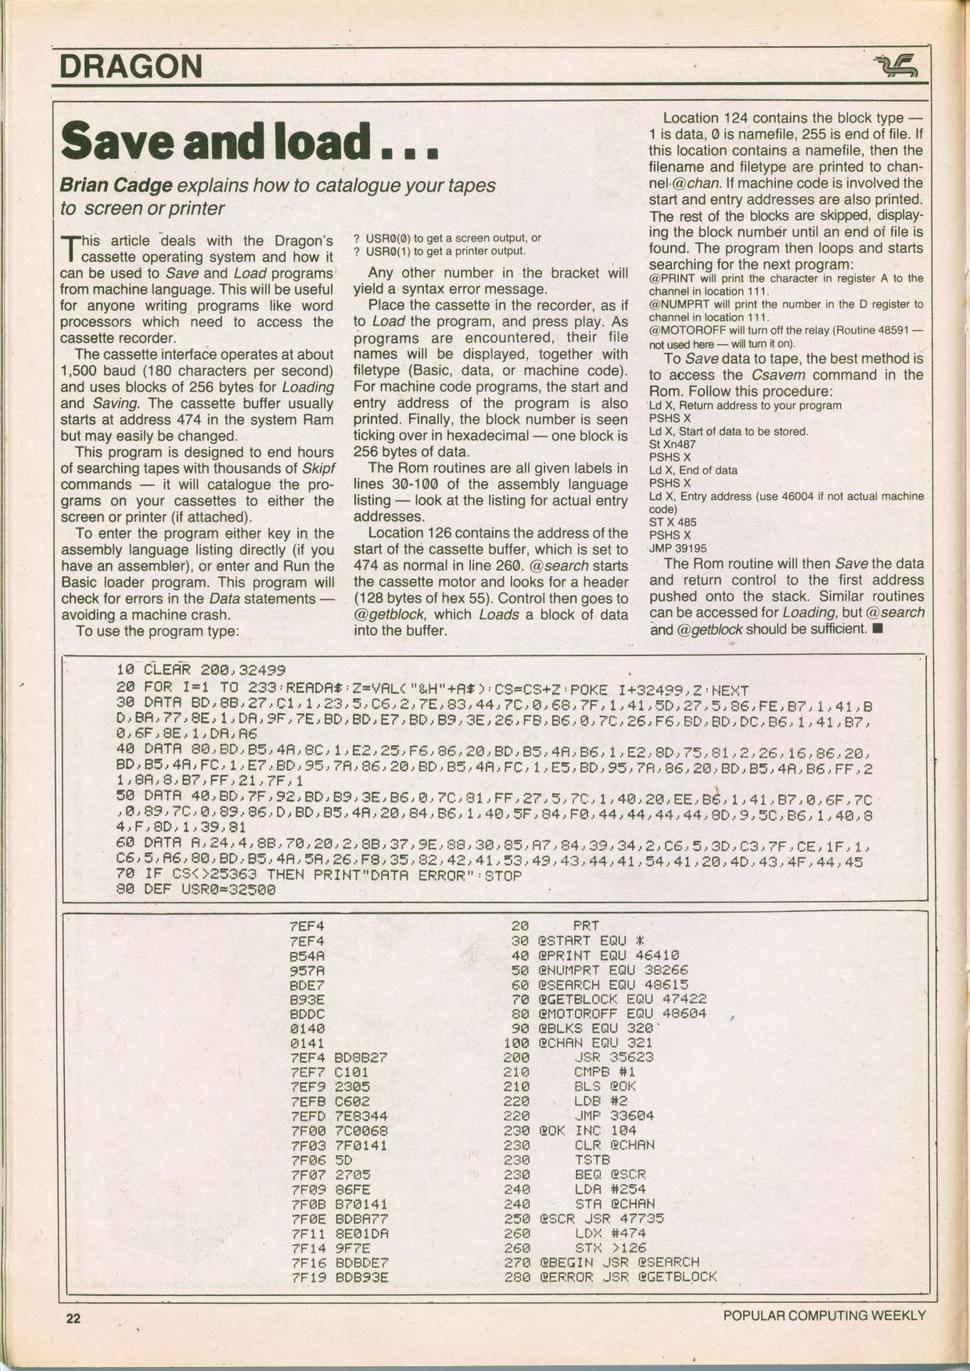 DRAGON
Save and load . . .
Brian Cadge explains how to catalogue your tapes
to screen or printer
This article deals with the Dragon's
cassette operating system and how it
can be used to Save and Load programs
from machine language. This will be useful
for anyone writing programs like word
processors which need to access the
cassette recorder.
The cassette interface operates at about
1,500 baud (180 characters per second)
and uses blocks of 256 bytes for Loading
and Saving. The cassette buffer usually
starts at address 474 in the system Ram
but may easily be changed.
This program is designed to end hours
of searching tapes with thousands of Skipf
commands — it will catalogue the pro-
grams on your cassettes to either the
screen or printer (if attached).
To enter the program either key in the
assembly language listing directly (if you
have an assembler), or enter and Run the
Basic loader program. This program will
check for errors in the Data statements —
avoiding a machine crash.
To use the program type:
? USR0(0) to get a screen output, or
? USR0(1) to get a printer output.
Any other number in the bracket will
yield a syntax error message.
Place the cassette in the recorder, as if
to Load the program, and press play. As
programs are encountered, their file
names will be displayed, together with
filetype (Basic, data, or machine code).
For machine code programs, the start and
entry address of the program is also
printed. Finally, the block number is seen
ticking over in hexadecimal — one block is
256 bytes of data.
The Rom routines are all given labels in
lines 30-100 of the assembly language
listing — look at the listing for actual entry
addresses.
Location 126 contains the address of the
start of the cassette buffer, which is set to
474 as normal in line 260. @search starts
the cassette motor and looks for a header
(128 bytes of hex 55). Control then goes to
@getblock, which Loads a block of data
into the buffer.
Location 124 contains the block type —
1 is data, 0 is namefile, 255 is end of file. If
this location contains a namefile, then the
filename and filetype are printed to chan-
nel @chan. If machine code is involved the
start and entry addresses are also printed.
The rest of the blocks are skipped, display-
ing the block number until an end of file is
found. The program then loops and starts
searching for the next program:
@PRINT will print the character in register A to the
channel in location 111.
@NUMPRT will print the number in the D register to
channel in location 111.
@MOTOROFF will turn off the relay (Routine 48591 —
not used here — will turn it on).
To Save data to tape, the best method is
to access the Csavem command in the
Rom. Follow this procedure:
Ld X, Return address to your program
PSHS X
Ld X, Start of data to be stored.
St Xn487
PSHS X
Ld X, End of data
PSHS X
Ld X, Entry address (use 46004 if not actual machine
code)
ST X 485
PSHS X
JMP 39195
The Rom routine will then Save the data
and return control to the first address
pushed onto the stack. Similar routines
can be accessed for Loading, but @search
and @getblock should be sufficient. ■
10 CLEAR 200,32499
20 FOR I=1 TO 233:READA$:Z=VAL("&H"+A$):CS=CS+Z:POKE I+32499,Z:NEXT
30 DATA BD,8B,27,C1,1,23,5,C6,2,7E,83,44,7C,0,68,7F,1,41,5D,27,5,86,FE,B7,1,41,B
D,BA,77,8E,1,DA,9F,7E,BD,BD,E7,BD,B9,3E,26,FB,B6,0,7C,26,F6,BD,BD,DC,B6,1,41,B7,
0,6F,8E,1,DA,A6
40 DATA 80,BD,B5,4A,8C,1,E2,25,F6,86,20,BD,B5,4A,B6,1,E2,8D,75,81,2,26,16,86,20,
BD,B5,4A,FC,1,E7,BD,95,7A,86,20,BD,B5,4A,FC,1,E5,BD,95,7A,86,20,BD,B5,4A,B6,FF,2
1,8A,8,B7,FF,21,7F,1
50 DATA 40,BD,7F,92,BD,B9,3E,B6,0,7C,81,FF,27,5,7C,1,40,20,EE,B6,1,41,B7,0,6F,7C
,0,89,7C,0,89,86,D,BD,B5,4A,20,84,B6,1,40,5F,84,F0,44,44,44,44,8D,9,5C,B6,1,40,8
4,F,8D,1,39,81
60 DATA A,24,4,8B,70,20,2,8B,37,9E,88,30,85,A7,84,39,34,2,C6,5,3D,C3,7F,CE,1F,1,
C6,5,A6,80,BD,B5,4A,5A,26,F8,35,82,42,41,53,49,43,44,41,54,41,20,4D,43,4F,44,45
70 IF CS<>25363 THEN PRINT"DATA ERROR":STOP
80 DEF USR0=32500
7EF4 20 PRT
7EF4 30 @START EQU *
B54A 40 @PRINT EQU 46410
957A 50 @NUMPRT EQU 38266
BDE7 60 @SEARCH EQU 48615
B93E 70 @GETBLOCK EQU 47422
BDDC 80 @MOTOROFF EQU 48604
0140 90 @BLKS EQU 320
0141 100 @CHAN EQU 321
7EF4 BD8B27 200 JSR 35623
7EF7 C101 210 CMPB #1
7EF9 2305 210 BLS @OK
7EFB C602 220 LDB #2
7EFD 7E8344 220 JMP 33604
7F00 7C0068 230 @OK INC 104
7F03 7F0141 230 CLR @CHAN
7F06 5D 230 TSTB
7F07 2705 230 BEQ @SCR
7F09 86FE 240 LDA #254
7F0B B70141 240 STA @CHAN
7F0E BDBA77 250 @SCR JSR 47735
7F11 8E01DA 260 LDX #474
7F14 9F7E 260 STX >126
7F16 BDBDE7 270 @BEGIN JSR @SEARCH
7F19 BDB93E 280 @ERROR JSR @GETBLOCK
22
POPULAR COMPUTING WEEKLY